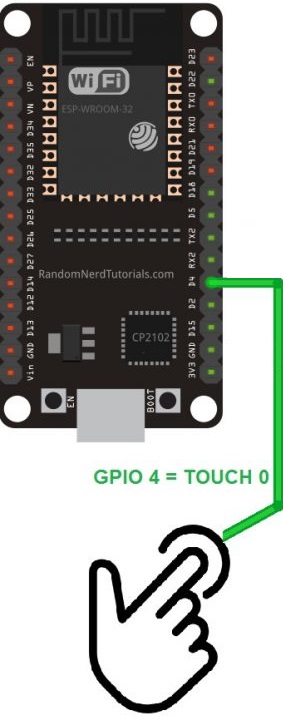 WiFi
ESP-WROOM-32
EN
VP
VN
D34
D35
D32
D33
D25
D26
D27
D14
D12
D13
GND
Vin
D23
D22
TX0
RX0
D21
D19
D18
D5
TX2
RX2
D4
D2
D15
GND
3V3
RandomNerdTutorials.com
CP2102
EN
BOOT
GPIO 4 = TOUCH 0